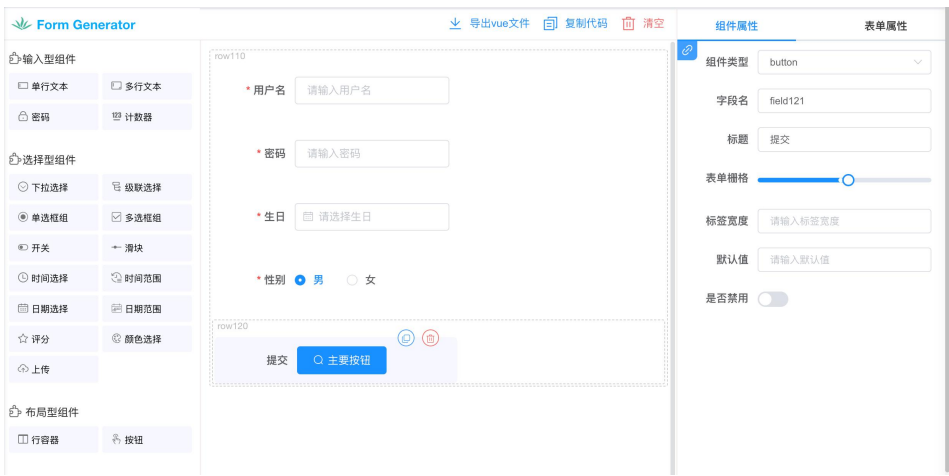 Form Generator
导出vue文件 复制代码 清空
组件属性 表单属性
输入型组件
单行文本 多行文本
密码 123 计数器
选择型组件
下拉选择 级联选择
单选框组 多选框组
开关 滑块
时间选择 时间范围
日期选择 日期范围
评分 颜色选择
上传
布局型组件
行容器 按钮
row110
* 用户名 请输入用户名
* 密码 请输入密码
* 生日 请选择生日
* 性别 男 女
row120
提交 主要按钮
组件类型 button
字段名 field121
标题 提交
表单栅格
标签宽度 请输入标签宽度
默认值 请输入默认值
是否禁用